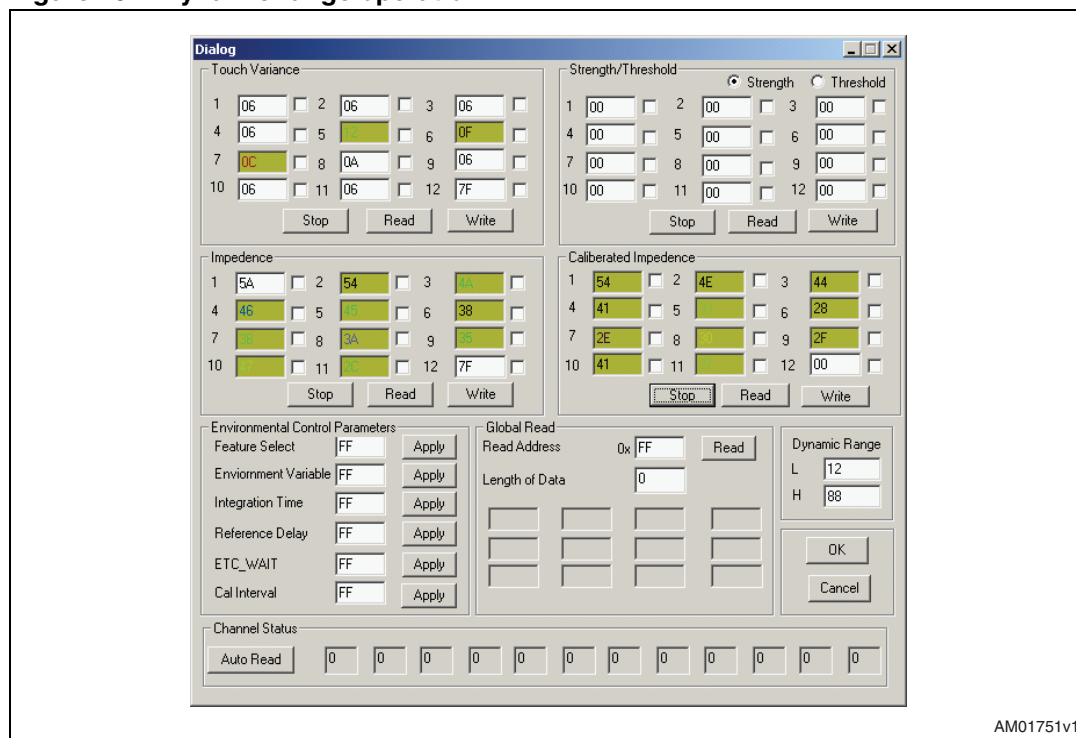 Dialog
Touch Variance
1 06 2 06 3 06
4 06 5 12 6 0F
7 0C 8 0A 9 06
10 06 11 06 12 7F
Stop Read Write
Strength/Threshold
Strength Threshold
1 00 2 00 3 00
4 00 5 00 6 00
7 00 8 00 9 00
10 00 11 00 12 00
Stop Read Write
Impedence
1 5A 2 54 3 4A
4 46 5 45 6 38
7 38 8 3A 9 35
10 11 2C 12 7F
Stop Read Write
Caliberated Impedence
1 54 2 4E 3 44
4 41 5 6 28
7 2E 8 30 9 2F
10 41 11 12 00
Stop Read Write
Environmental Control Parameters
Feature Select FF Apply
Enviornment Variable FF Apply
Integration Time FF Apply
Reference Delay FF Apply
ETC_WAIT FF Apply
Cal Interval FF Apply
Global Read
Read Address 0x FF Read
Length of Data 0
Dynamic Range
L 12
H 88
OK
Cancel
Channel Status
Auto Read 0 0 0 0 0 0 0 0 0 0 0 0
AM01751v1